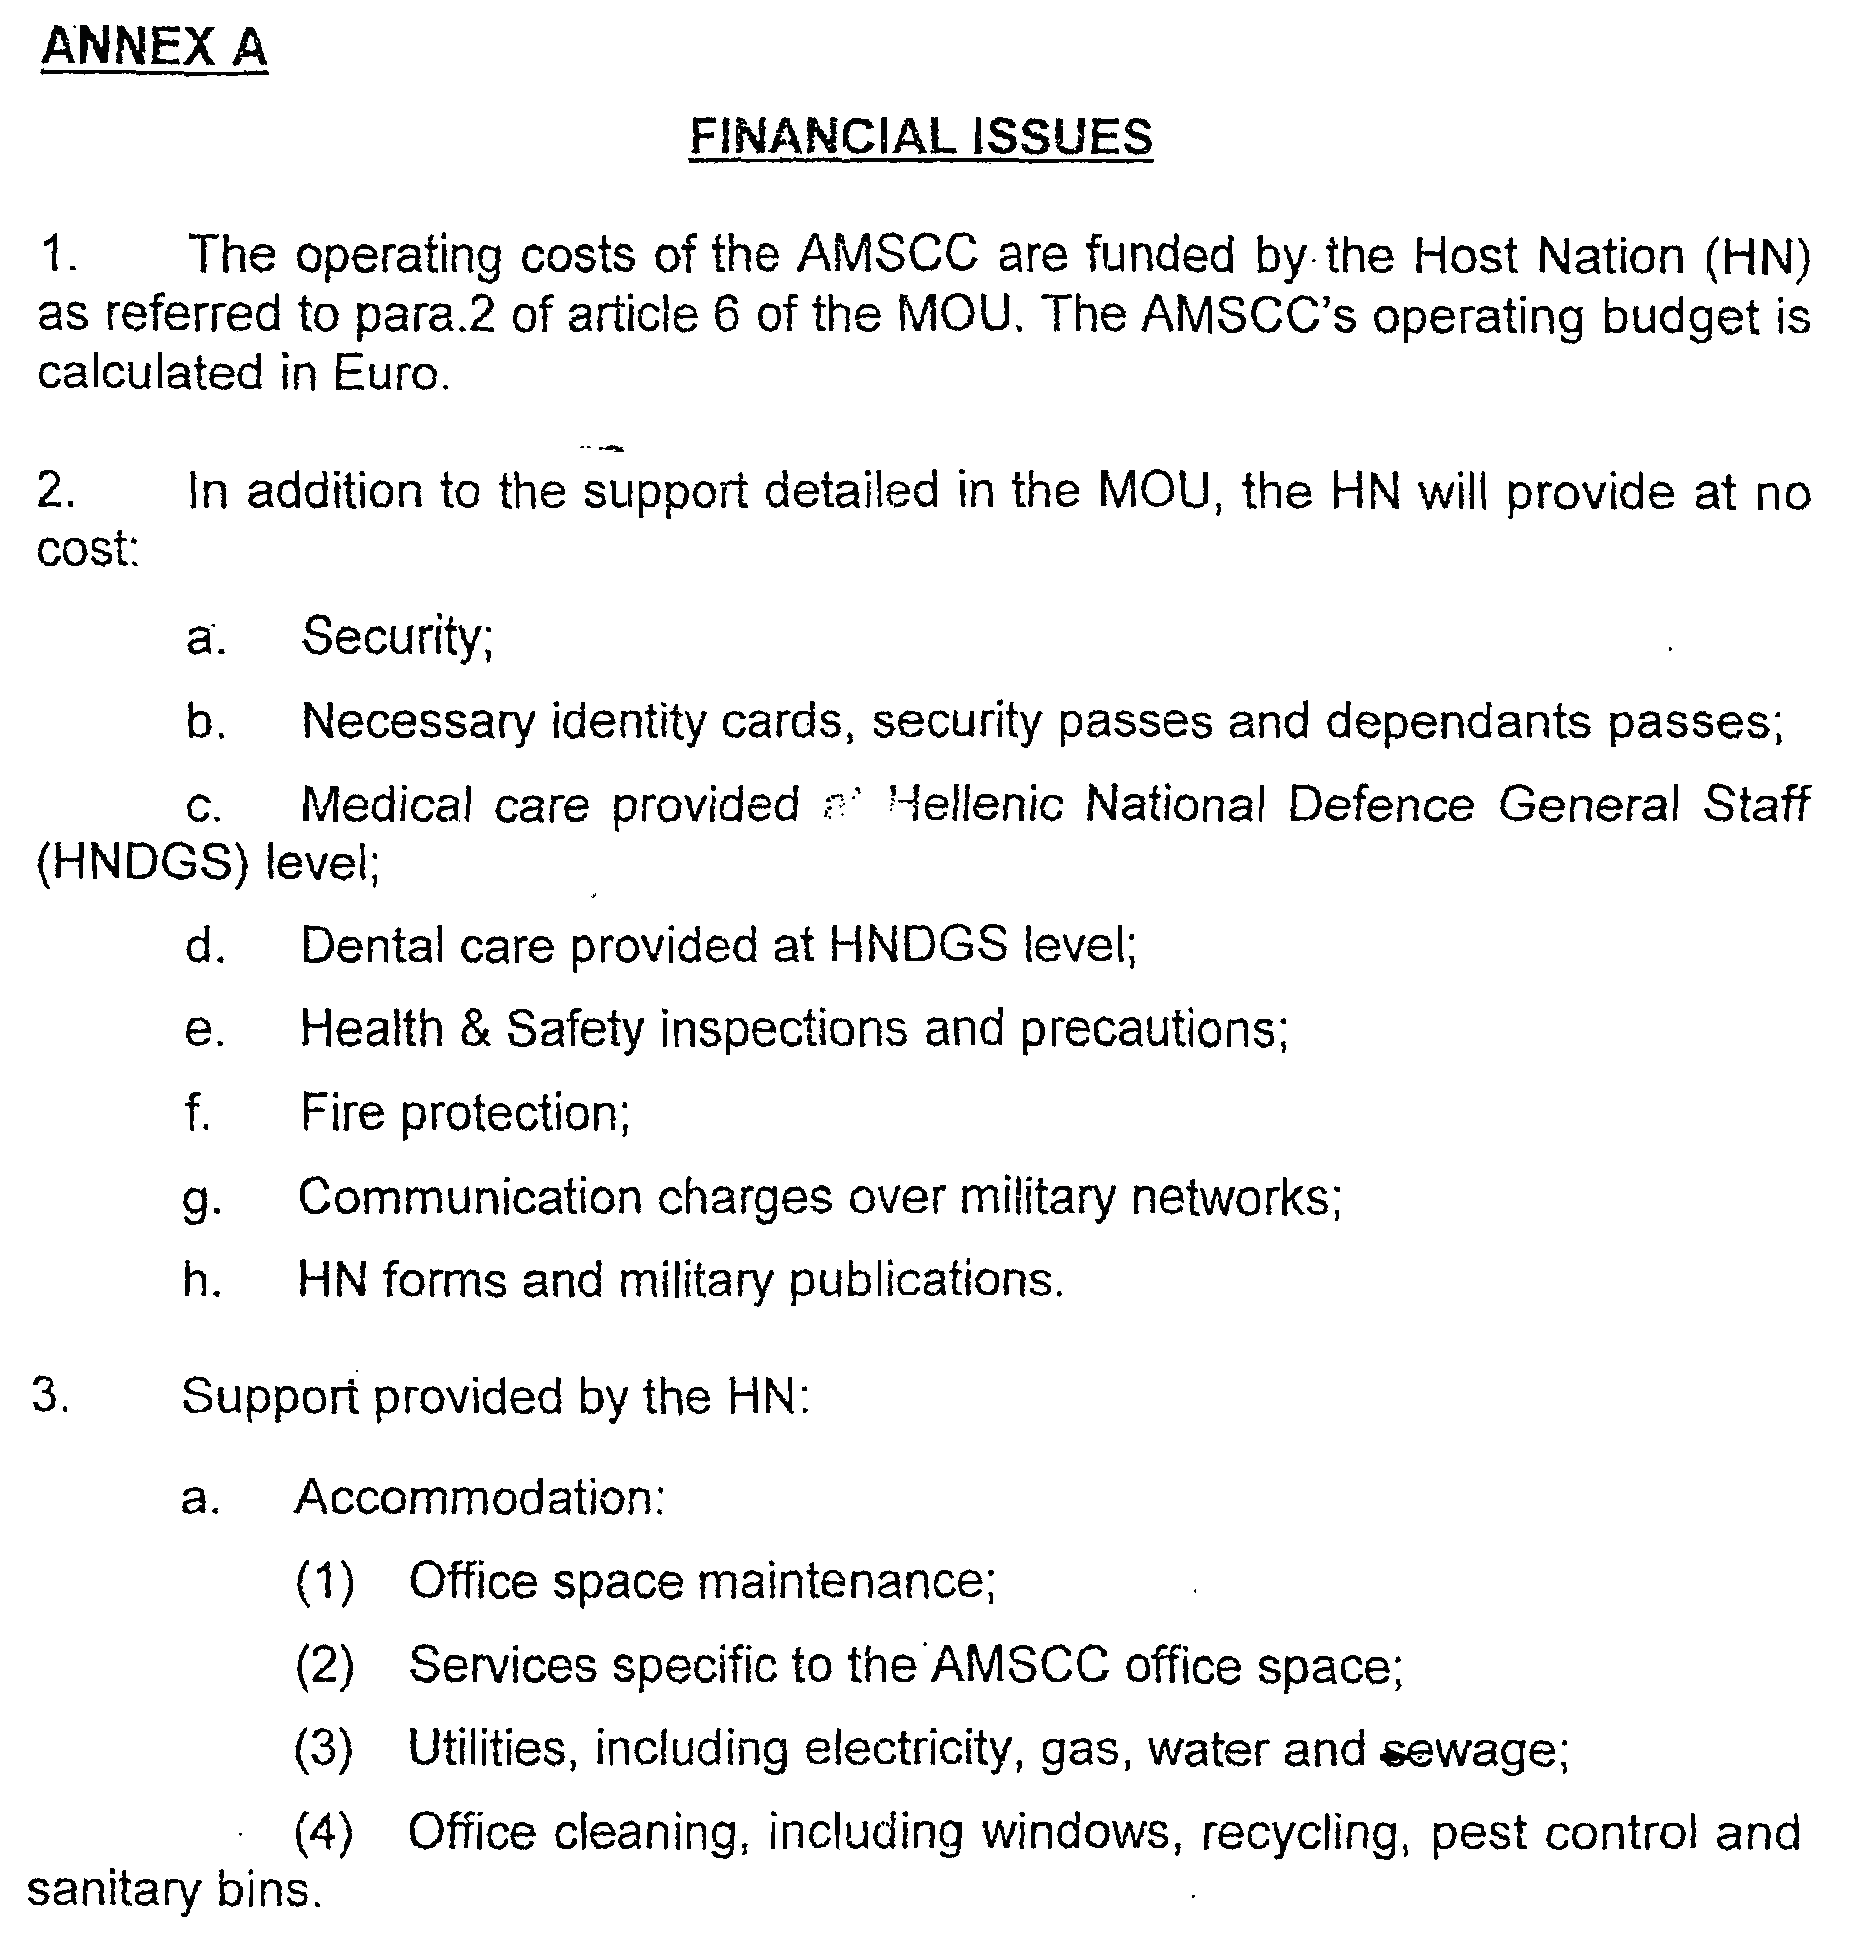 ANNEX A
FINANCIAL ISSUES
1. The operating costs of the AMSCC are funded by the Host Nation (HN)
as referred to para.2 of article 6 of the MOU. The AMSCC's operating budget is
calculated in Euro.
2. In addition to the support detailed in the MOU, the HN will provide at no
cost:
a. Security;
b. Necessary identity cards, security passes and dependants passes;
c. Medical care provided Hellenic National Defence General Staff
(HNDGS) level;
d. Dental care provided at HNDGS level;
e. Health & Safety inspections and precautions;
f. Fire protection;
g. Communication charges over military networks;
h. HN forms and military publications.
3. Support provided by the HN:
a. Accommodation:
(1) Office space maintenance;
(2) Services specific to the AMSCC office space;
(3) Utilities, including electricity, gas, water and sewage;
(4) Office cleaning, including windows, recycling, pest control and
sanitary bins.